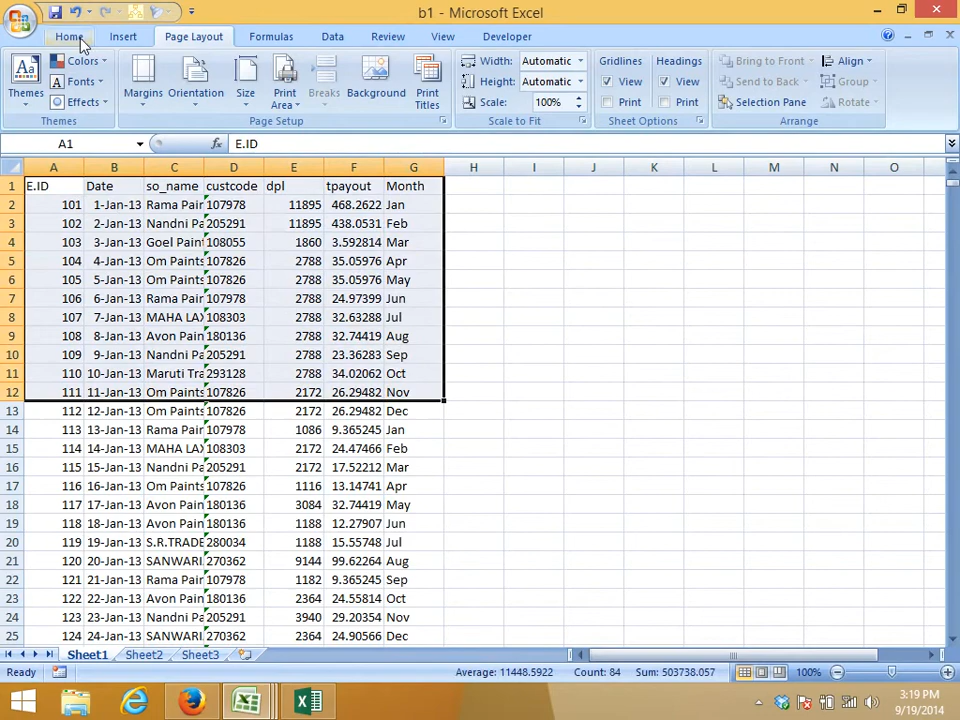 b1 - Microsoft Excel
Home Insert Page Layout Formulas Data Review View Developer
Themes Colors Fonts Effects Margins Orientation Size Print Area Breaks Background Print Titles
Width: Automatic Height: Automatic Scale: 100%
Gridlines View Print Headings View Print
Bring to Front Send to Back Selection Pane Align Group Rotate
Themes Page Setup Scale to Fit Sheet Options Arrange
A1 fx E.ID
A B C D E F G H I J K L M N O
1 E.ID Date so_name custcode dpl tpayout Month
2 101 1-Jan-13 Rama Pai 107978 11895 468.2622 Jan
3 102 2-Jan-13 Nandni P 205291 11895 438.0531 Feb
4 103 3-Jan-13 Goel Paint 108055 1860 3.592814 Mar
5 104 4-Jan-13 Om Paints 107826 2788 35.05976 Apr
6 105 5-Jan-13 Om Paints 107826 2788 35.05976 May
7 106 6-Jan-13 Rama Pai 107978 2788 24.97399 Jun
8 107 7-Jan-13 MAHA LAX 108303 2788 32.63288 Jul
9 108 8-Jan-13 Avon Pain 180136 2788 32.74419 Aug
10 109 9-Jan-13 Nandni P 205291 2788 23.36283 Sep
11 110 10-Jan-13 Maruti Tra 293128 2788 34.02062 Oct
12 111 11-Jan-13 Om Paints 107826 2172 26.29482 Nov
13 112 12-Jan-13 Om Paints 107826 2172 26.29482 Dec
14 113 13-Jan-13 Rama Pai 107978 1086 9.365245 Jan
15 114 14-Jan-13 MAHA LAX 108303 2172 24.47466 Feb
16 115 15-Jan-13 Nandni P 205291 2172 17.52212 Mar
17 116 16-Jan-13 Om Paints 107826 1116 13.14741 Apr
18 117 17-Jan-13 Avon Pain 180136 3084 32.74419 May
19 118 18-Jan-13 Avon Pain 180136 1188 12.27907 Jun
20 119 19-Jan-13 S.R.TRADE 280034 1188 15.55748 Jul
21 120 20-Jan-13 SANWARI 270362 9144 99.62264 Aug
22 121 21-Jan-13 Rama Pai 107978 1182 9.365245 Sep
23 122 22-Jan-13 Avon Pain 180136 2364 24.55814 Oct
24 123 23-Jan-13 Nandni P 205291 3940 29.20354 Nov
25 124 24-Jan-13 SANWARI 270362 2364 24.90566 Dec
Sheet1 Sheet2 Sheet3
Ready Average: 11448.5922 Count: 84 Sum: 503738.057 100%
3:19 PM
9/19/2014